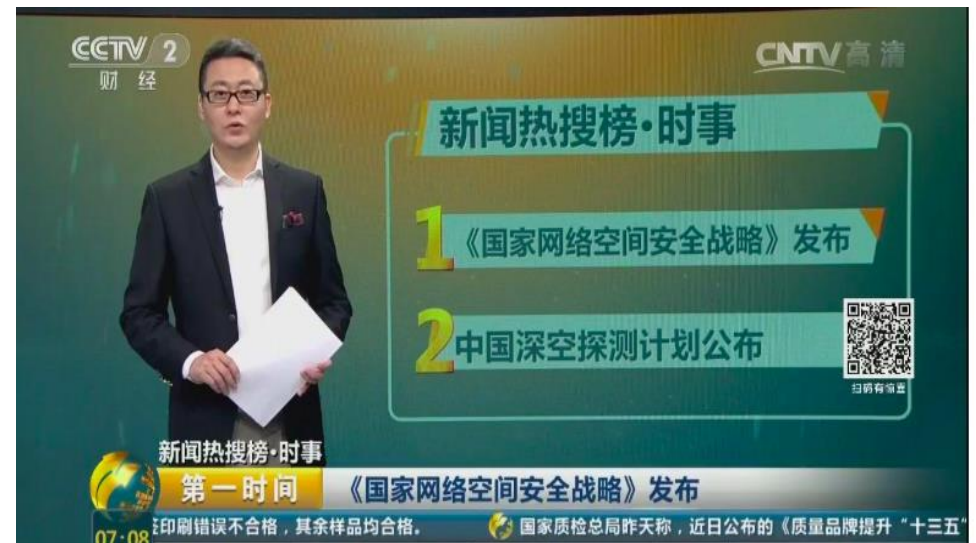 CCTV 2
财经
CNTV高清
新闻热搜榜·时事
1 《国家网络空间安全战略》发布
2 中国深空探测计划公布
扫码有惊喜
新闻热搜榜·时事
第一时间
《国家网络空间安全战略》发布
07:08
印刷错误不合格，其余样品均合格。
国家质检总局昨天称，近日公布的《质量品牌提升“十三五”